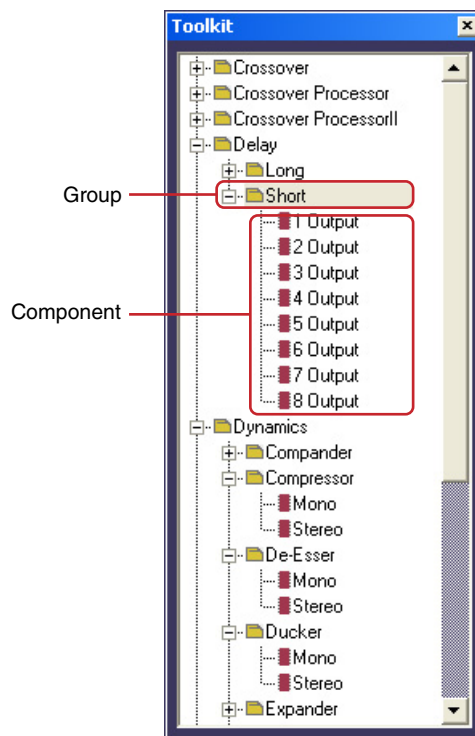 Toolkit
Crossover
Crossover Processor
Crossover ProcessorII
Delay
Long
Group
Short
1 Output
2 Output
3 Output
4 Output
Component
5 Output
6 Output
7 Output
8 Output
Dynamics
Compander
Compressor
Mono
Stereo
De-Esser
Mono
Stereo
Ducker
Mono
Stereo
Expander